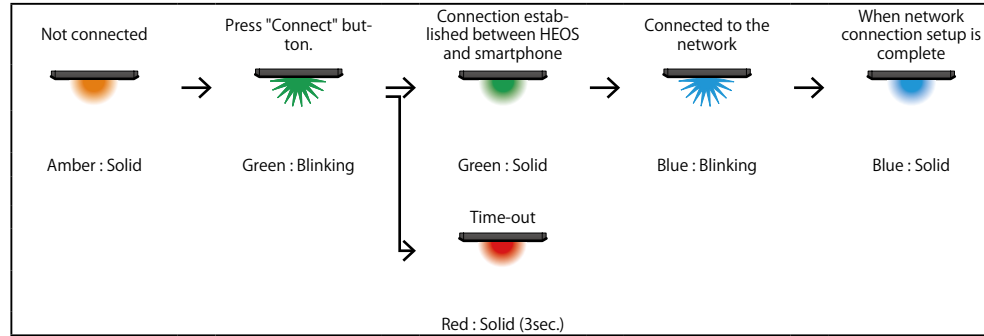 Not connected
Press "Connect" but-
ton.
Connection estab-
lished between HEOS
and smartphone
Connected to the
network
When network
connection setup is
complete
Amber : Solid
Green : Blinking
Green : Solid
Blue : Blinking
Blue : Solid
Time-out
Red : Solid (3sec.)